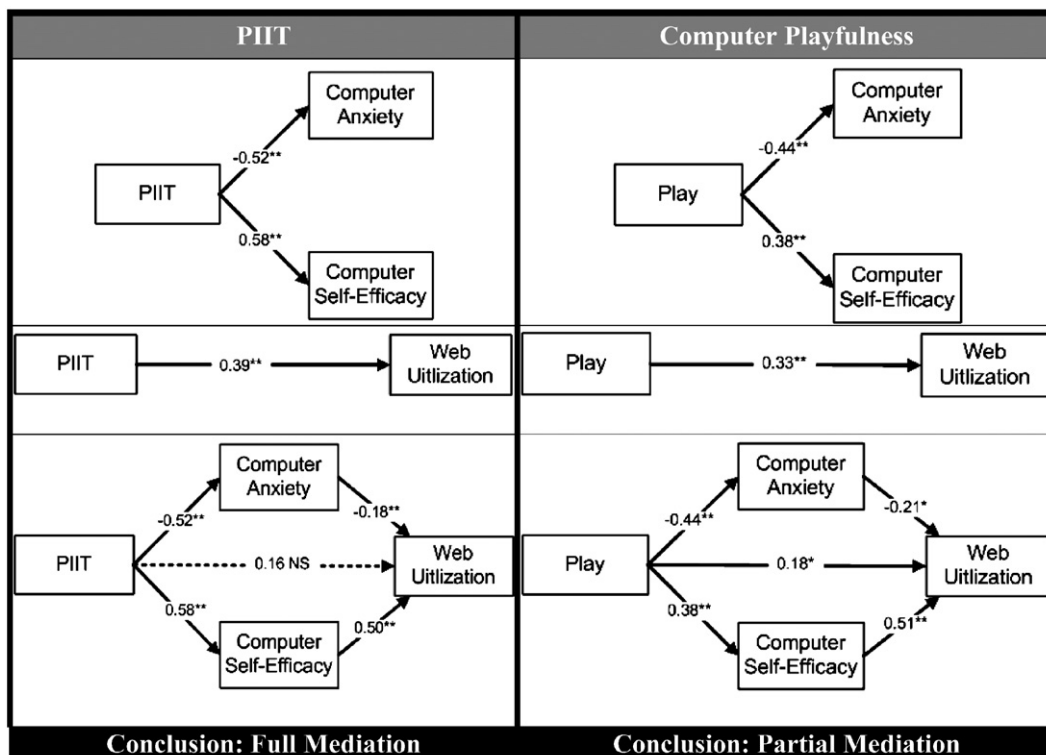 PIIT
Computer
Anxiety
-0.52**
PIIT
0.58**
Computer
Self-Efficacy
PIIT
0.39**
Web
Uitlization
Computer
Anxiety
-0.52**
-0.18**
PIIT
0.16 NS
Web
Uitlization
0.58**
0.50**
Computer
Self-Efficacy
Conclusion: Full Mediation
Computer Playfulness
Computer
Anxiety
-0.44**
Play
0.38**
Computer
Self-Efficacy
Play
0.33**
Web
Uitlization
Computer
Anxiety
-0.44**
-0.21*
Play
0.18*
Web
Uitlization
0.38**
0.51**
Computer
Self-Efficacy
Conclusion: Partial Mediation